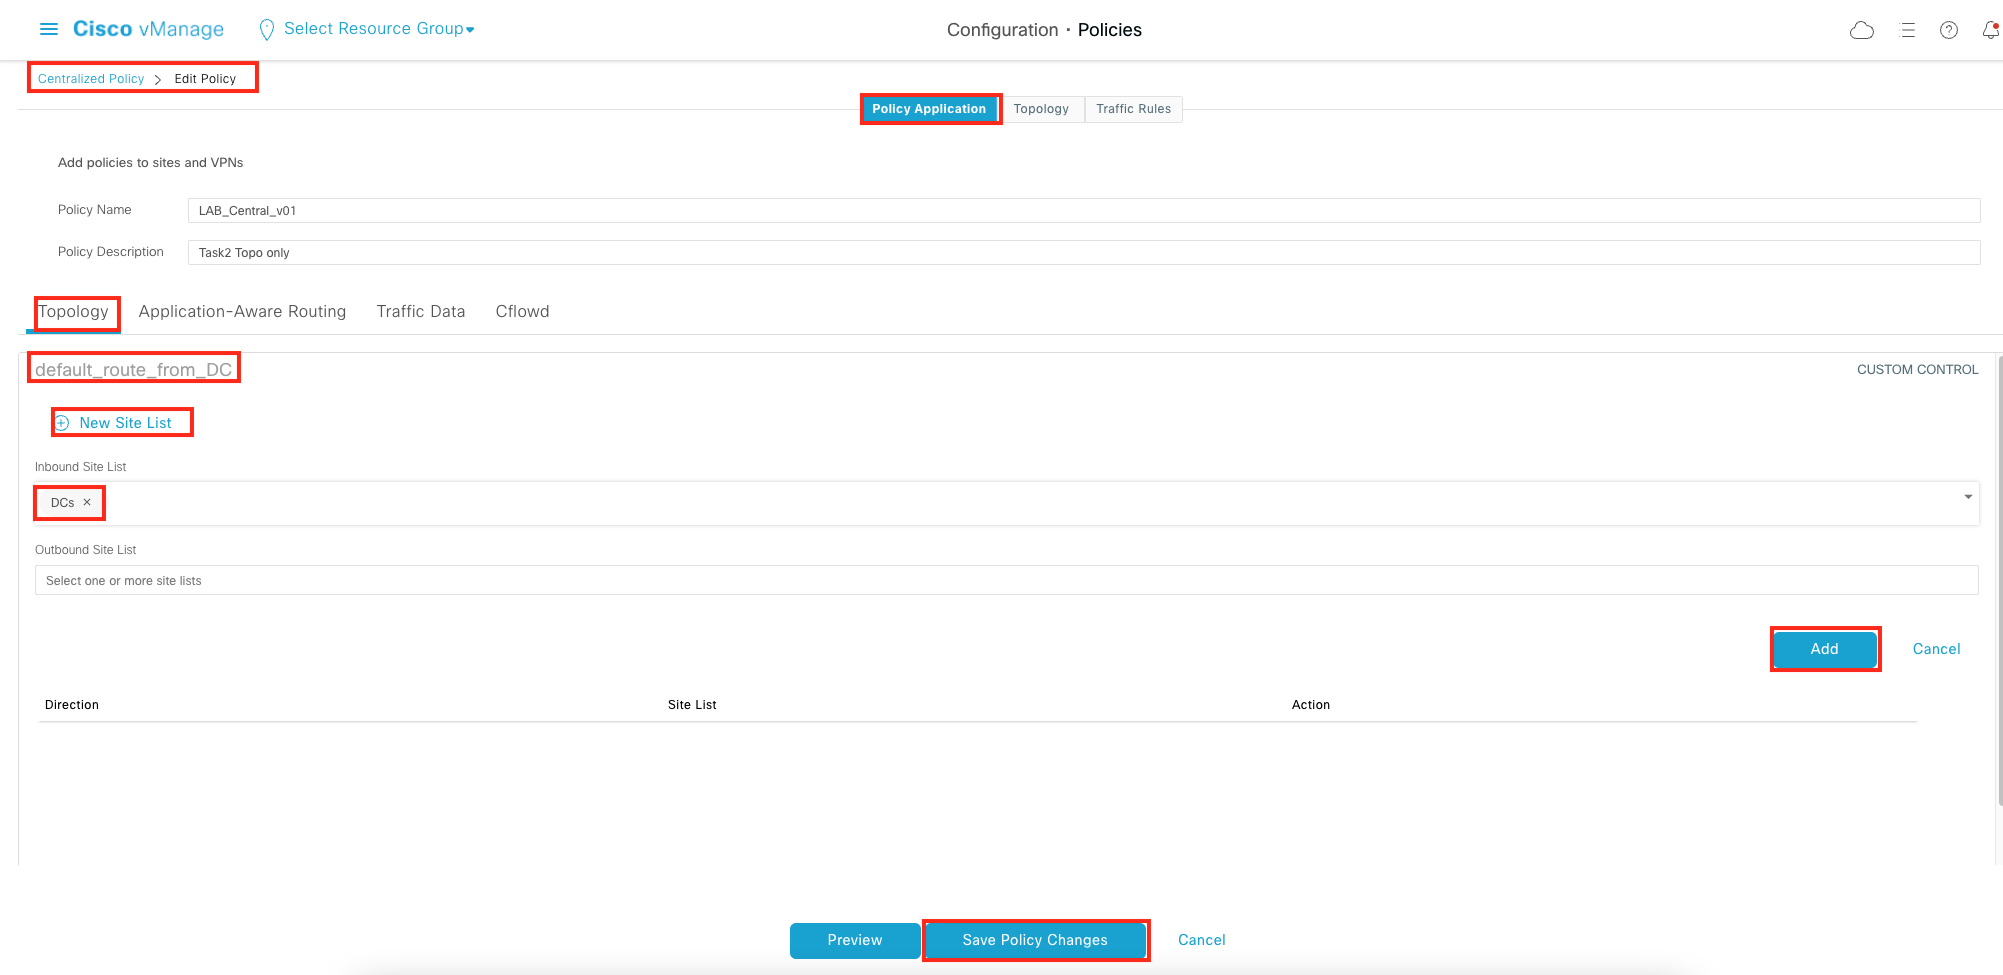 Cisco vManage Select Resource Group Configuration · Policies
Centralized Policy > Edit Policy
Policy Application Topology Traffic Rules
Add policies to sites and VPNs
Policy Name LAB_Central_v01
Policy Description Task2 Topo only
Topology Application-Aware Routing Traffic Data Cflowd
default_route_from_DC CUSTOM CONTROL
New Site List
Inbound Site List
DCs ×
Outbound Site List
Select one or more site lists
Add Cancel
Direction Site List Action
Preview Save Policy Changes Cancel